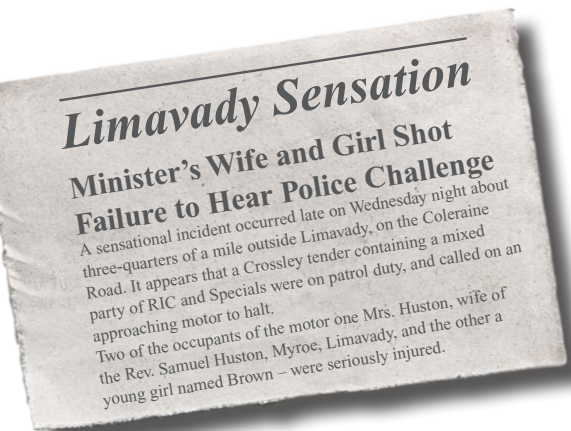 Limavady Sensation
Minister's Wife and Girl Shot
Failure to Hear Police Challenge
A sensational incident occurred late on Wednesday night about
three-quarters of a mile outside Limavady, on the Coleraine
Road. It appears that a Crossley tender containing a mixed
party of RIC and Specials were on patrol duty, and called on an
approaching motor to halt.
Two of the occupants of the motor one Mrs. Huston, wife of
the Rev. Samuel Huston, Myroe, Limavady, and the other a
young girl named Brown – were seriously injured.